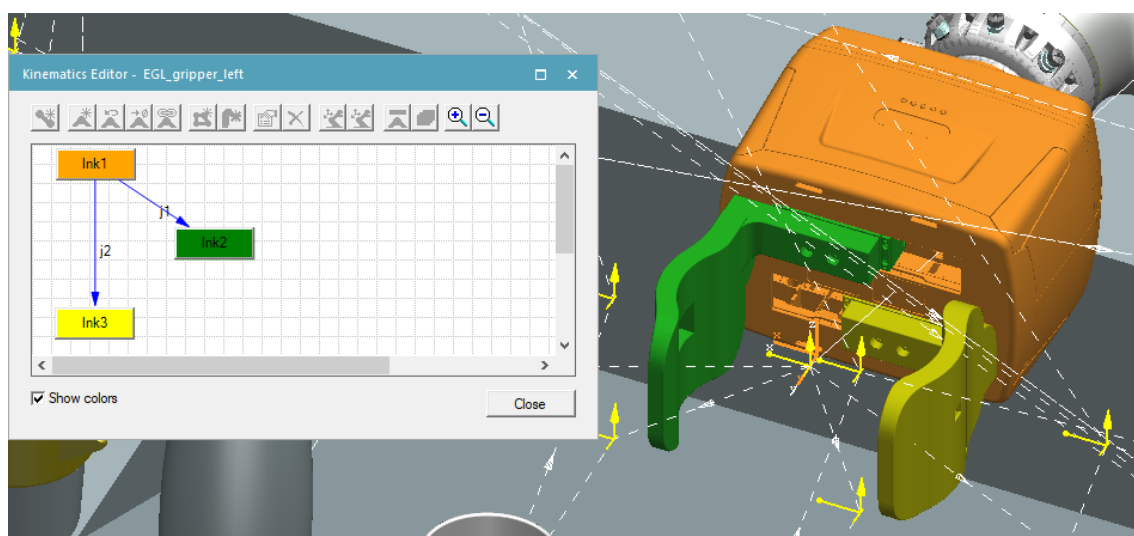 Kinematics Editor - EGL_gripper_left
lnk1
j1
lnk2
j2
lnk3
Show colors
Close
x
z
x
y